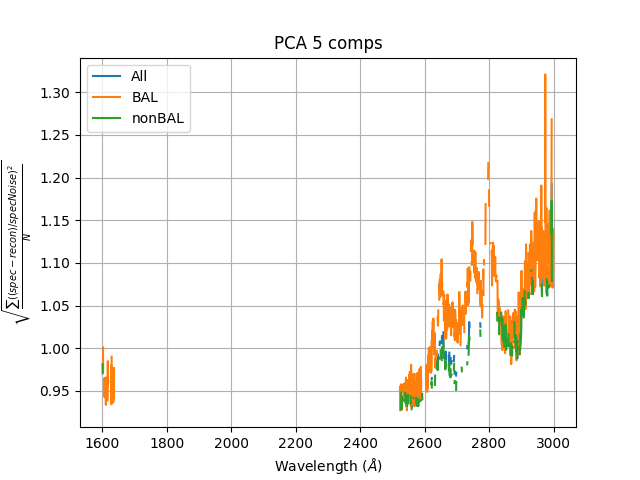 PCA 5 comps
All
BAL
nonBAL
1.30
1.25
1.20
1.15
1.10
1.05
1.00
0.95
1600
1800
2000
2200
2400
2600
2800
3000
Wavelength (Å)
√(∑((spec − recon)/specNoise)² / N)